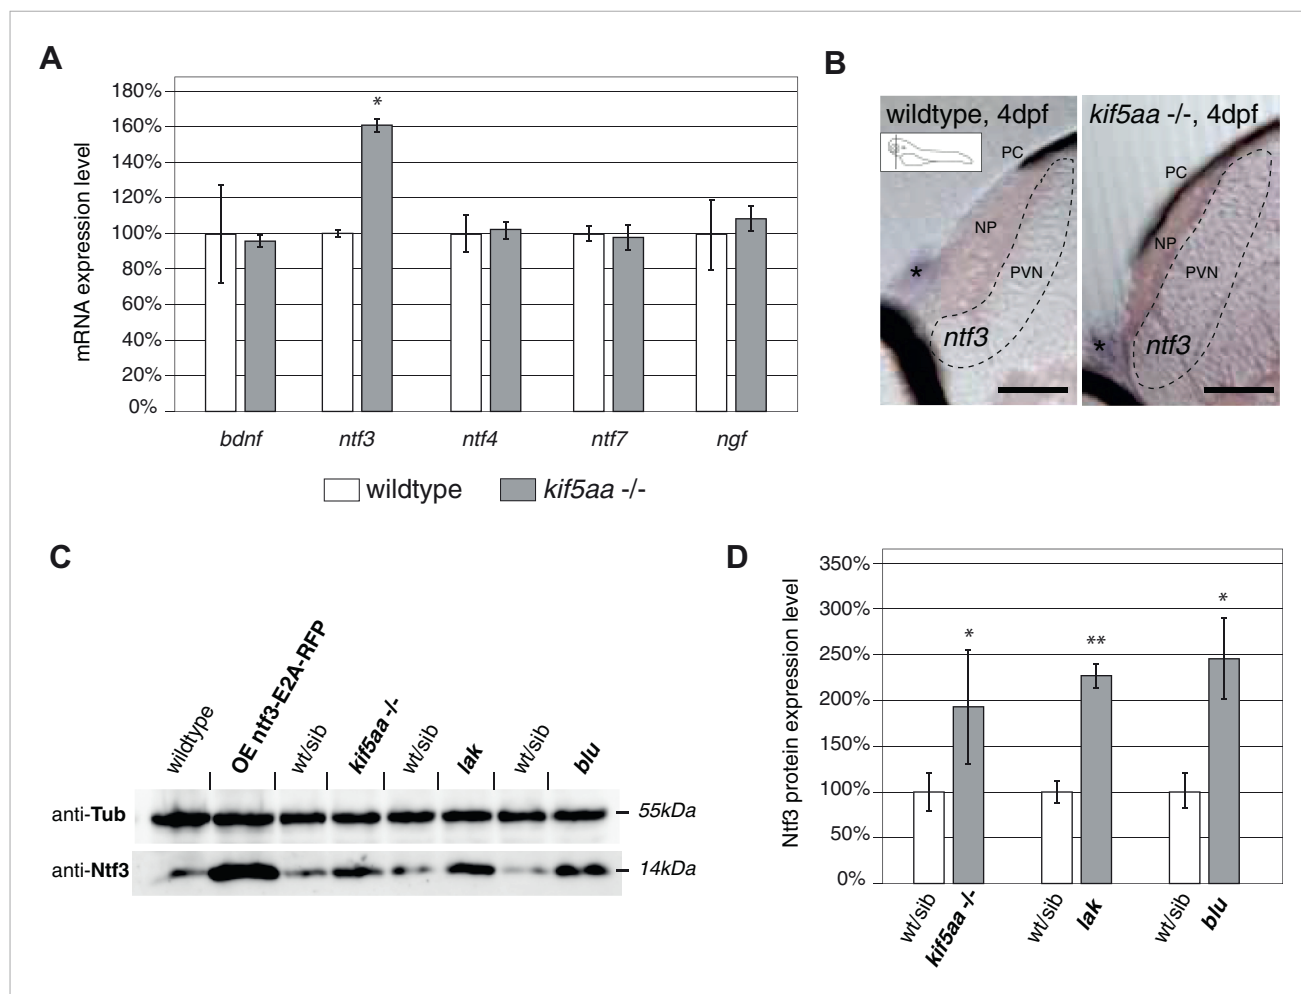 A
mRNA expression level
180%
160%
140%
120%
100%
80%
60%
40%
20%
0%
*
bdnf
ntf3
ntf4
ntf7
ngf
wildtype
kif5aa -/-
B
wildtype, 4dpf
PC
NP
PVN
*
ntf3
kif5aa -/-, 4dpf
PC
NP
PVN
*
ntf3
C
wildtype
OE ntf3-E2A-RFP
wt/sib
kif5aa -/-
wt/sib
lak
wt/sib
blu
anti-Tub
55kDa
anti-Ntf3
14kDa
D
Ntf3 protein expression level
350%
300%
250%
200%
150%
100%
50%
0%
*
**
*
wt/sib
kif5aa -/-
wt/sib
lak
wt/sib
blu